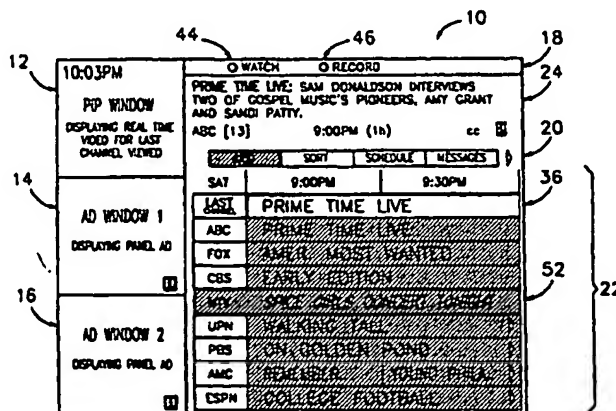 10
44
46
12
18
10:03PM
WATCH
RECORD
24
PIP WINDOW
DISPLAYING REAL TIME
VIDEO FOR LAST
CHANNEL VIEWED
PRIME TIME LIVE: SAM DONALDSON DITERVIEWS
TWO OF GOSPEL MUSIC'S PIONEERS, AMY GRANT
AND SANDI PATTY.
ABC [13] 9:00PM (1h) cc
20
SORT SCHEDULE MESSAGES
14
SAT 9:00PM 9:30PM
36
AD WINDOW 1
DISPLAYING PANEL AD
LAST PRIME TIME LIVE
ABC PRIME TIME LIVE
FOX AMER. MOST WANTED
22
CBS EARLY EDITION
52
16
MTV SPICE GIRLS CONCERT TONIGHT
AD WINDOW 2
DISPLAYING PANEL AD
UPN WALKING TALL
PBS ON GOLDEN POND
AMC REMEMBER YOUNG PHILA.
ESPN COLLEGE FOOTBALL